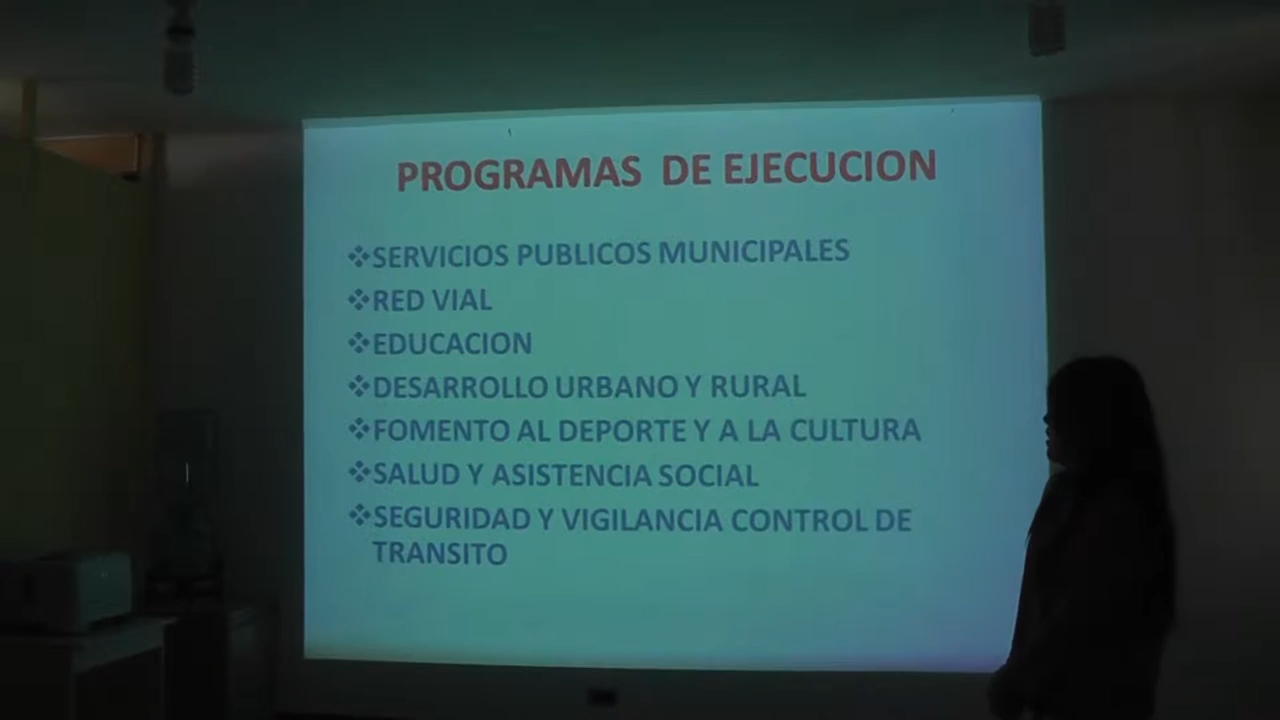 PROGRAMAS DE EJECUCION
❖SERVICIOS PUBLICOS MUNICIPALES
❖RED VIAL
❖EDUCACION
❖DESARROLLO URBANO Y RURAL
❖FOMENTO AL DEPORTE Y A LA CULTURA
❖SALUD Y ASISTENCIA SOCIAL
❖SEGURIDAD Y VIGILANCIA CONTROL DE
TRANSITO